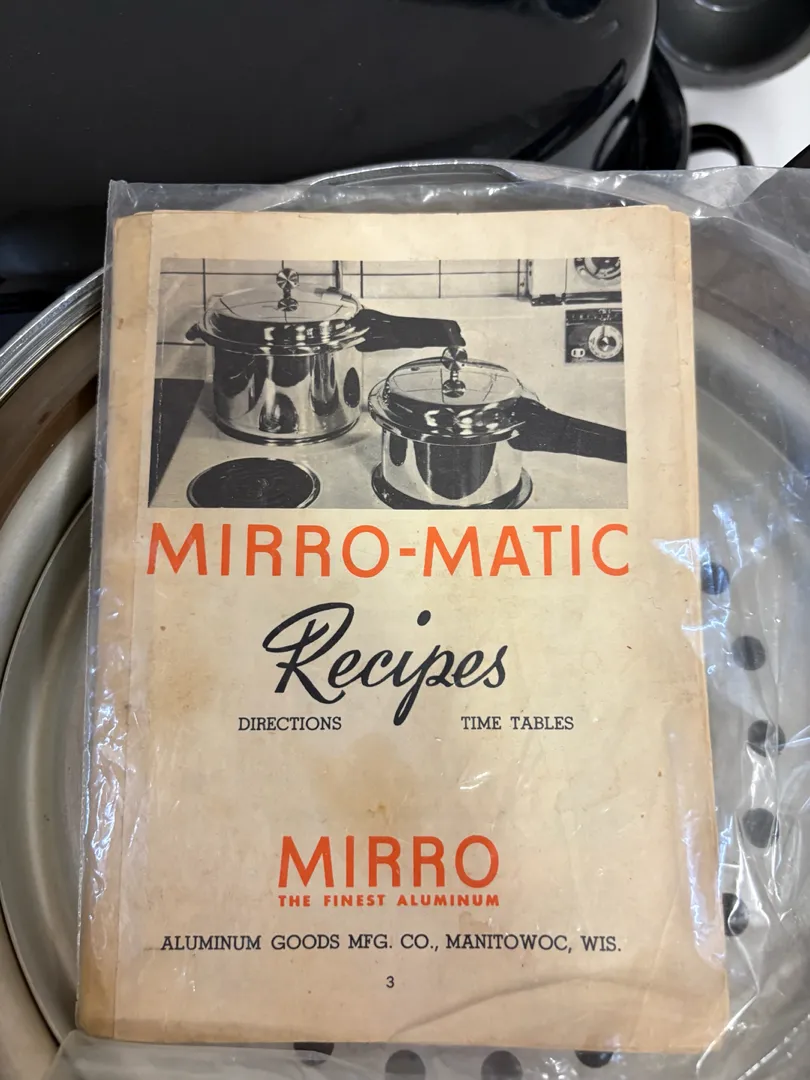 MIRRO-MATIC
Recipes
DIRECTIONS TIME TABLES
MIRRO
THE FINEST ALUMINUM
ALUMINUM GOODS MFG. CO., MANITOWOC, WIS.
3